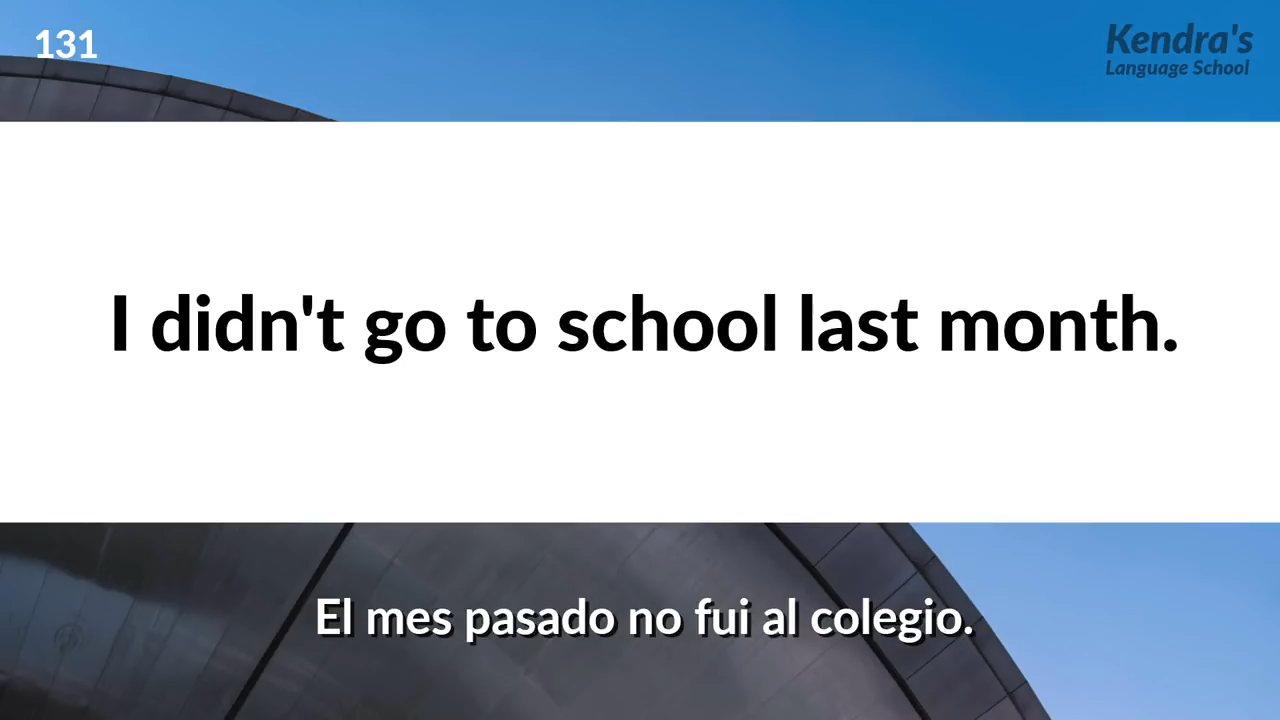 131
Kendra's
Language School
I didn't go to school last month.
El mes pasado no fui al colegio.